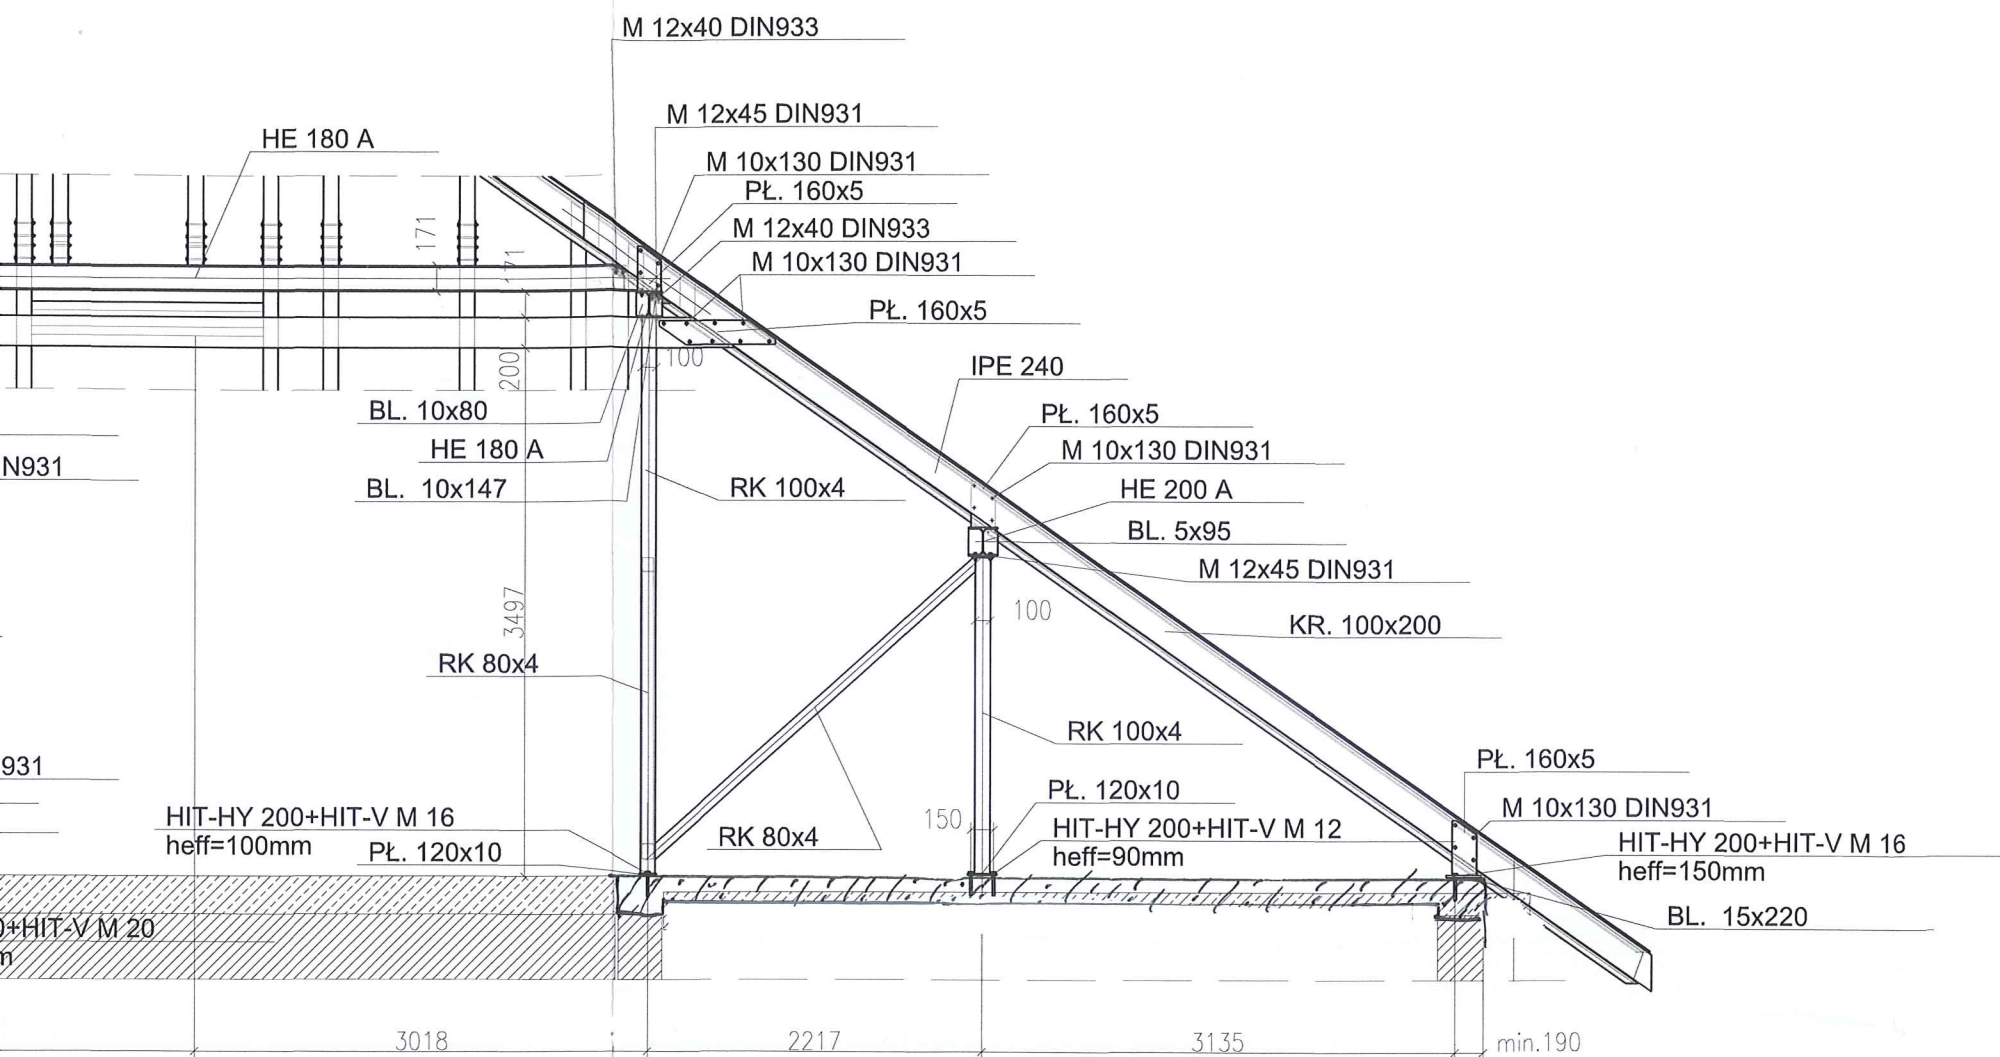 M 12x40 DIN933
M 12x45 DIN931
HE 180 A
M 10x130 DIN931
PŁ. 160x5
M 12x40 DIN933
171
71
M 10x130 DIN931
PŁ. 160x5
100
200
IPE 240
BL. 10x80
PŁ. 160x5
HE 180 A
M 10x130 DIN931
N931
BL. 10x147
RK 100x4
HE 200 A
BL. 5x95
M 12x45 DIN931
3497
100
KR. 100x200
RK 80x4
RK 100x4
931
PŁ. 160x5
PŁ. 120x10
M 10x130 DIN931
HIT-HY 200+HIT-V M 16
heff=100mm
150
HIT-HY 200+HIT-V M 12
heff=90mm
RK 80x4
PŁ. 120x10
HIT-HY 200+HIT-V M 16
heff=150mm
BL. 15x220
0+HIT-V M 20
m
3018
2217
3135
min.190